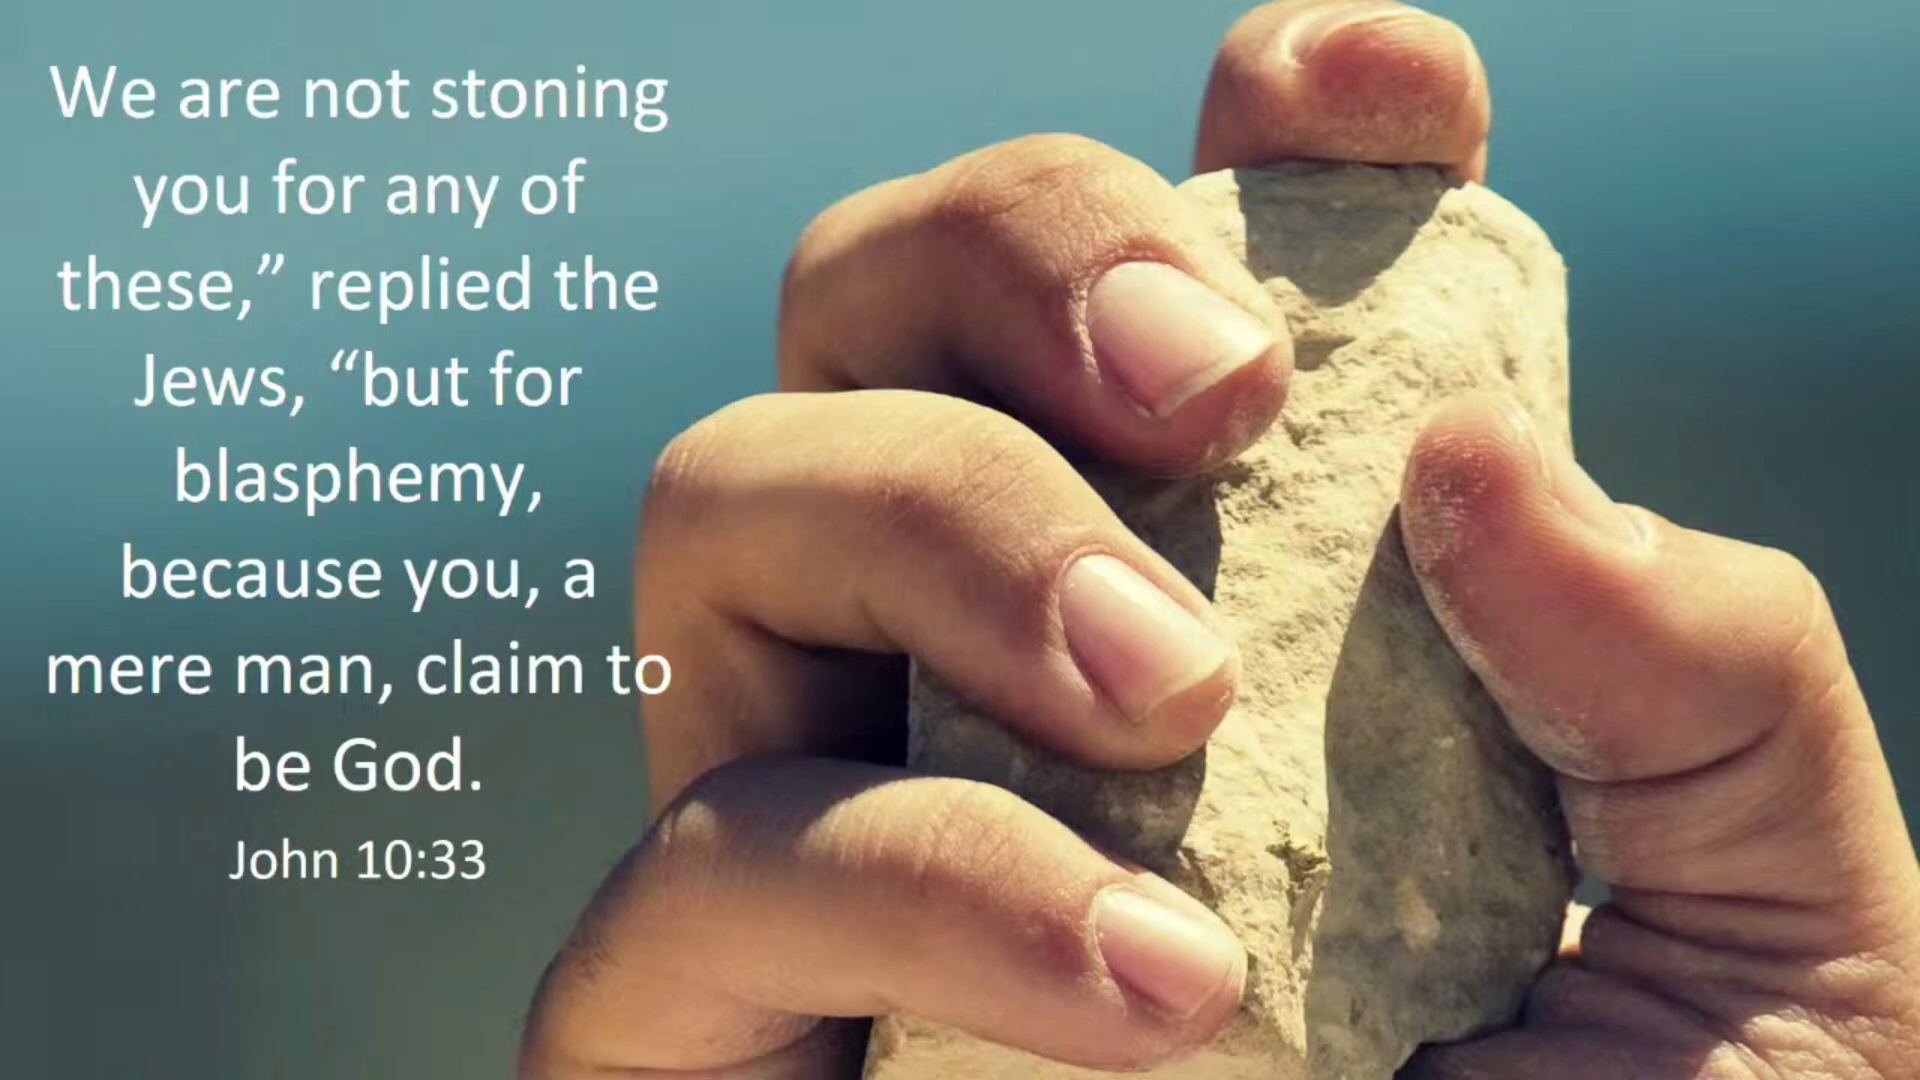 We are not stoning
you for any of
these,” replied the
Jews, “but for
blasphemy,
because you, a
mere man, claim to
be God.
John 10:33